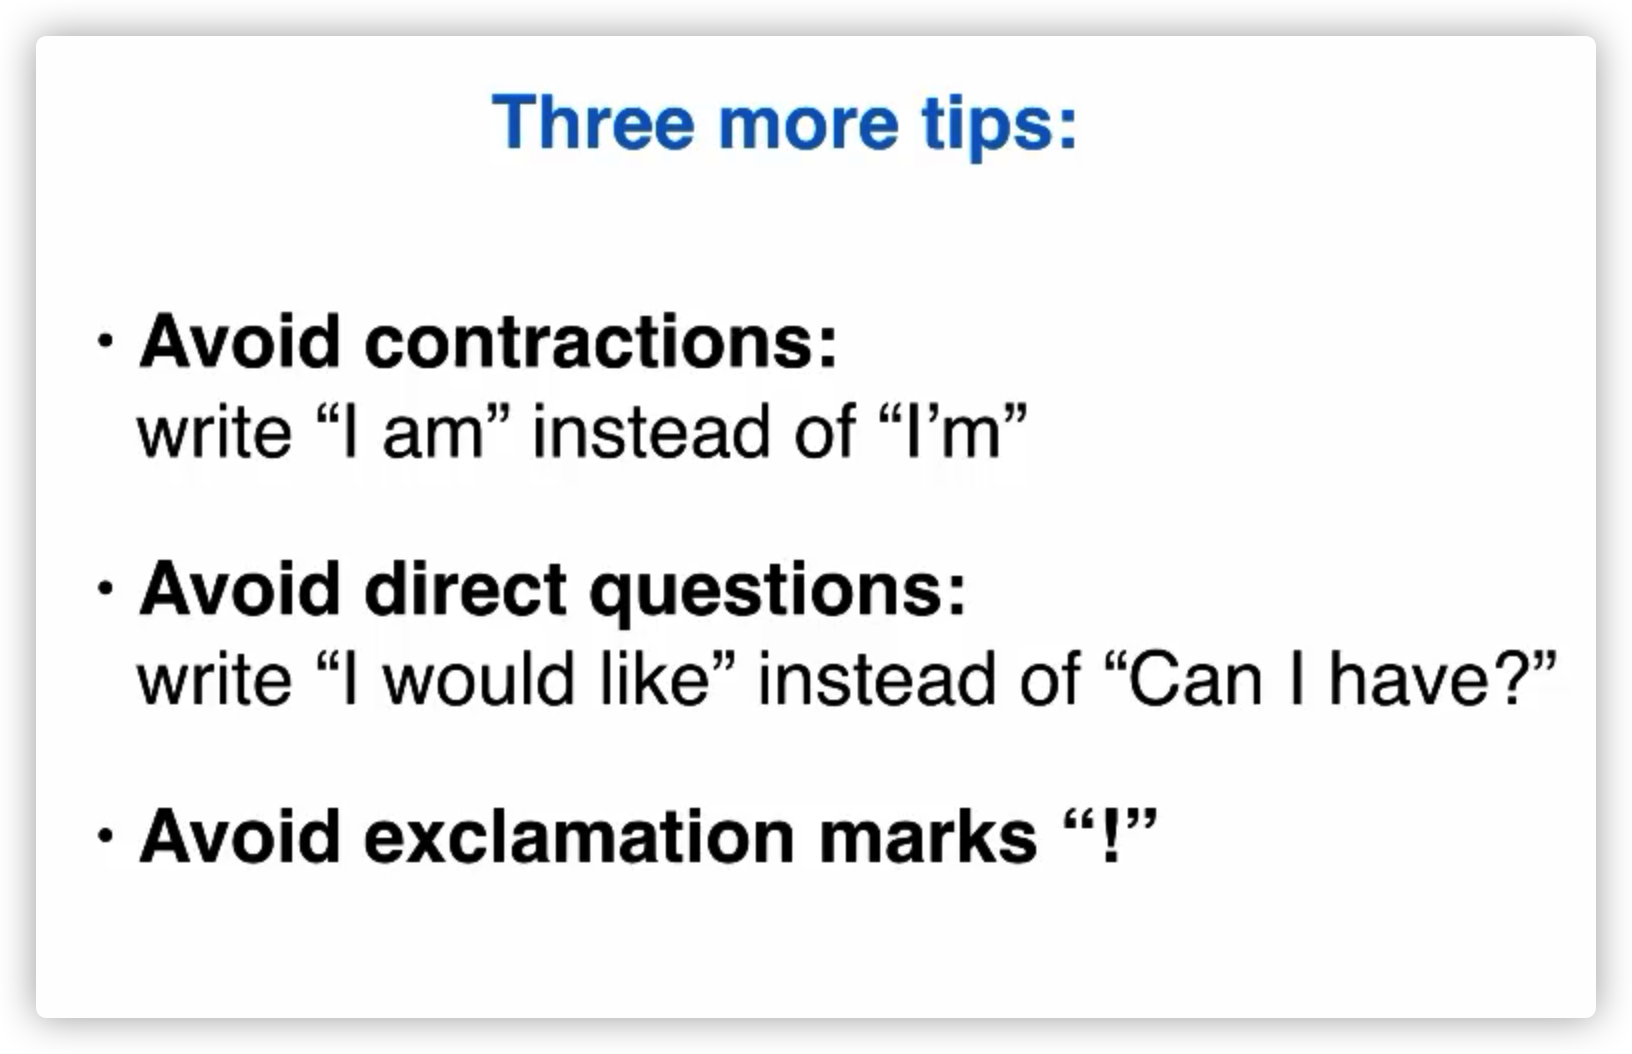 Three more tips:
· Avoid contractions:
write “I am” instead of “I’m”
· Avoid direct questions:
write “I would like” instead of “Can I have?”
· Avoid exclamation marks “!”